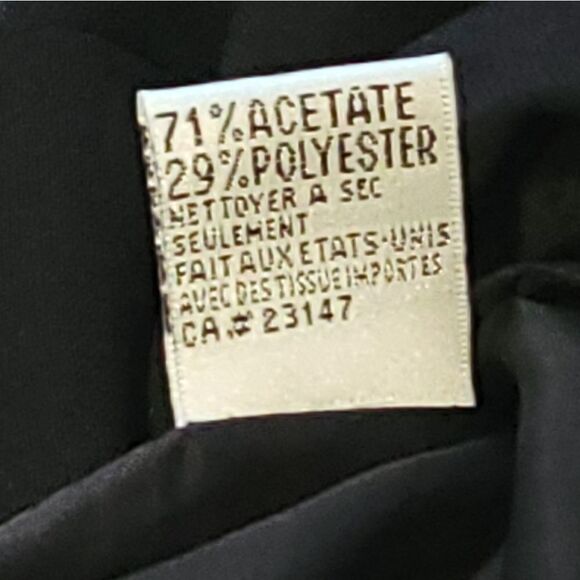 71% ACETATE
29% POLYESTER
NETTOYER A SEC
SEULEMENT
FAIT AUX ETATS-UNIS
AVEC DES TISSUE IMPORTES
CA.# 23147